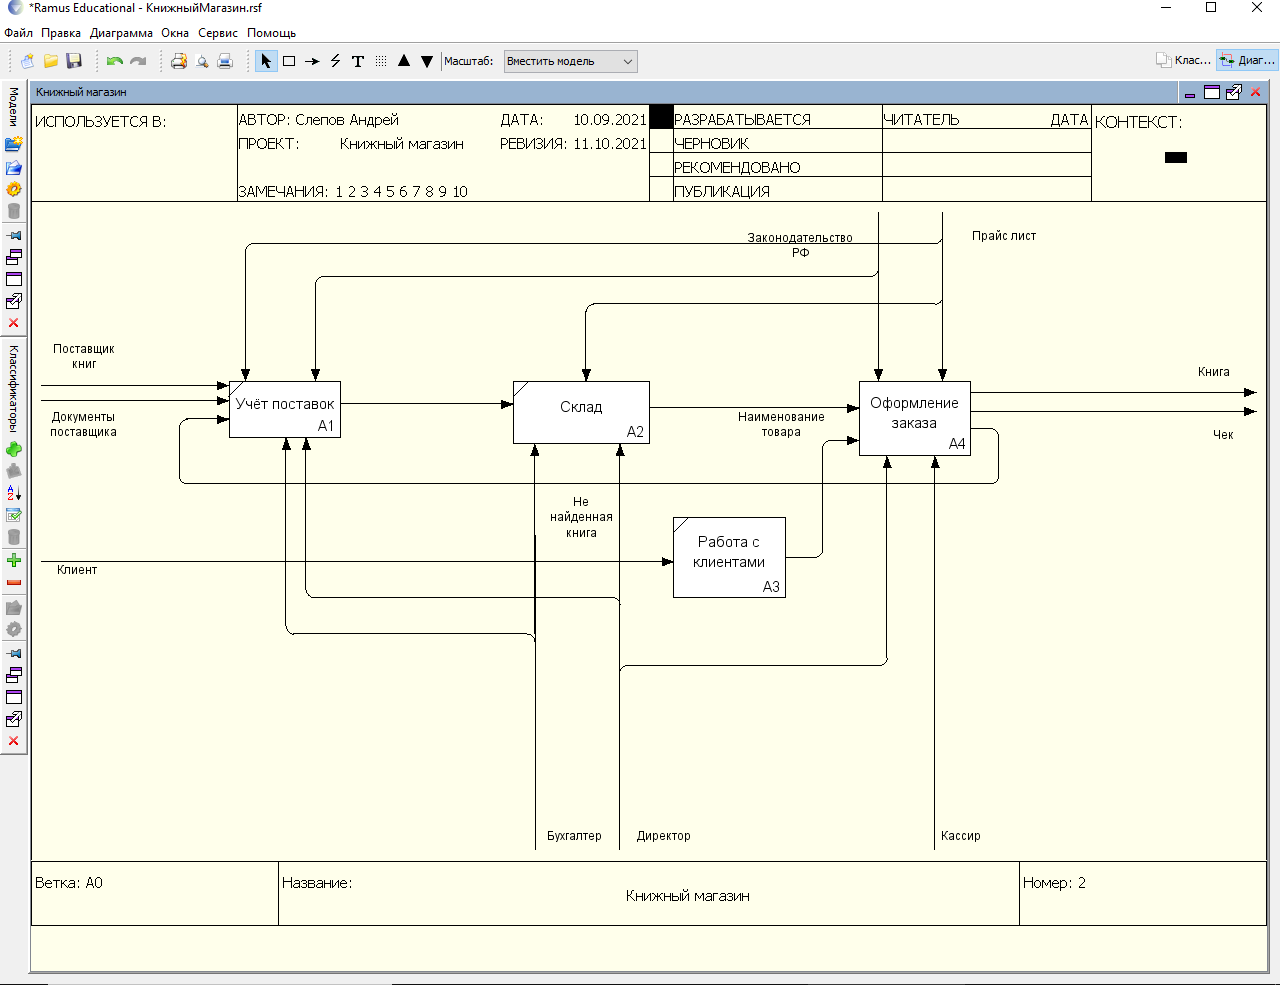 *Ramus Educational - КнижныйМагазин.rsf
Файл Правка Диаграмма Окна Сервис Помощь
Масштаб: Вместить модель Клас... Диаг...
Модели
Классификаторы
Книжный магазин
ИСПОЛЬЗУЕТСЯ В:
АВТОР: Слепов Андрей
ДАТА: 10.09.2021
ПРОЕКТ: Книжный магазин
РЕВИЗИЯ: 11.10.2021
ЗАМЕЧАНИЯ: 1 2 3 4 5 6 7 8 9 10
РАЗРАБАТЫВАЕТСЯ
ЧЕРНОВИК
РЕКОМЕНДОВАНО
ПУБЛИКАЦИЯ
ЧИТАТЕЛЬ ДАТА
КОНТЕКСТ:
Законодательство
РФ
Прайс лист
Поставщик
книг
Документы
поставщика
Учёт поставок
A1
Склад
A2
Наименование
товара
Оформление
заказа
A4
Книга
Чек
Не
найденная
книга
Работа с
клиентами
A3
Клиент
Бухгалтер
Директор
Кассир
Ветка: A0
Название:
Книжный магазин
Номер: 2